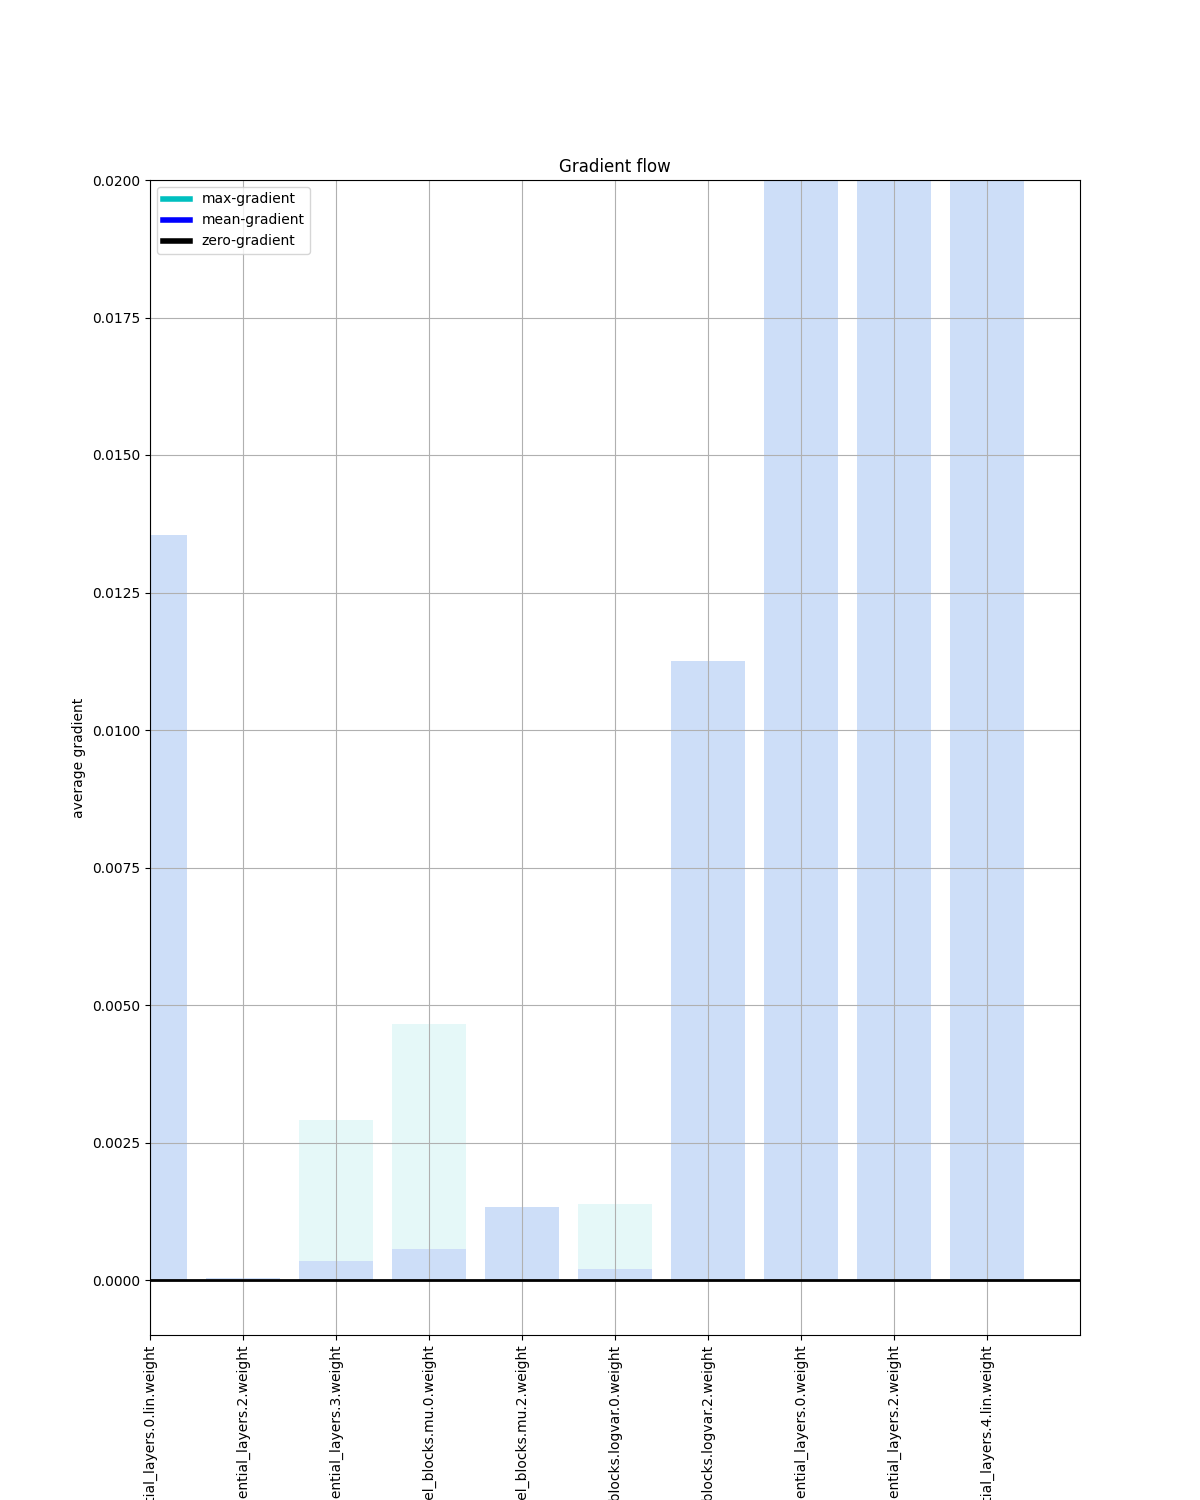 Gradient flow
max-gradient
mean-gradient
zero-gradient
0.0200
0.0175
0.0150
0.0125
0.0100
0.0075
0.0050
0.0025
0.0000
average gradient
tial_layers.0.lin.weight
ential_layers.2.weight
ential_layers.3.weight
el_blocks.mu.0.weight
el_blocks.mu.2.weight
blocks.logvar.0.weight
blocks.logvar.2.weight
ential_layers.0.weight
ential_layers.2.weight
tial_layers.4.lin.weight